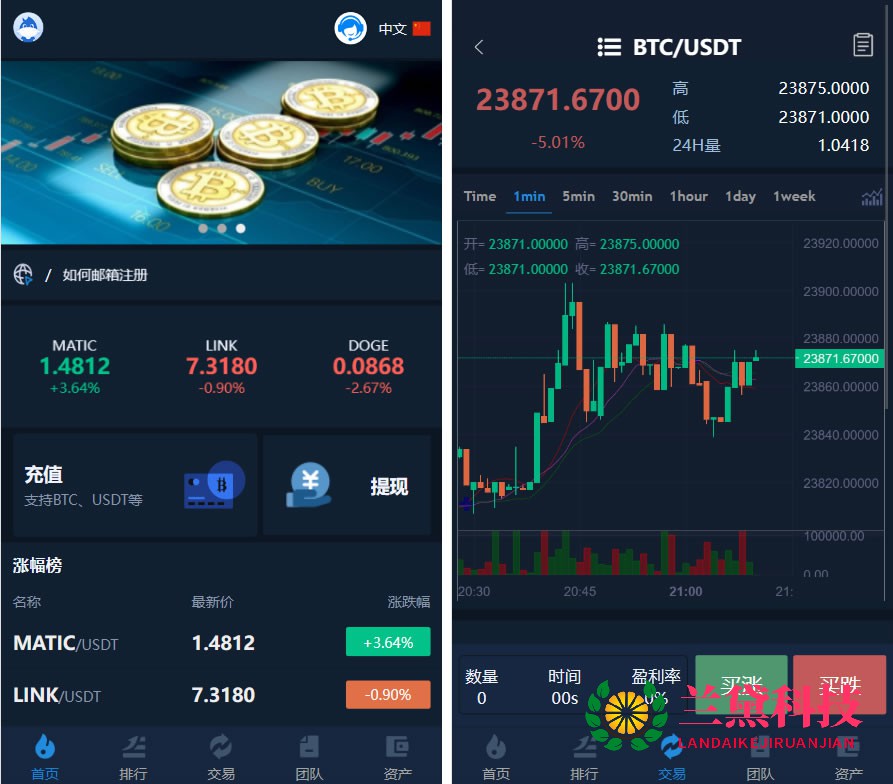 中文
如何邮箱注册
/
MATIC
1.4812
+3.64%
LINK
7.3180
-0.90%
DOGE
0.0868
-2.67%
充值
支持BTC、USDT等
提现
涨幅榜
名称 最新价 涨跌幅
MATIC/USDT 1.4812 +3.64%
LINK/USDT 7.3180 -0.90%
首页 排行 交易 团队 资产
BTC/USDT
23871.6700
-5.01%
高 23875.0000
低 23871.0000
24H量 1.0418
Time 1min 5min 30min 1hour 1day 1week
开= 23871.00000 高= 23875.00000
低= 23871.00000 收= 23871.67000
23920.00000
23900.00000
23880.00000
23871.67000
23860.00000
23840.00000
23820.00000
100000.00
0.00
20:30 20:45 21:00 21:
数量 时间 盈利率 买涨 买跌
0 00s 0%
兰黛科技
LANDAIKEJIRUANJIAN
首页 排行 交易 团队 资产